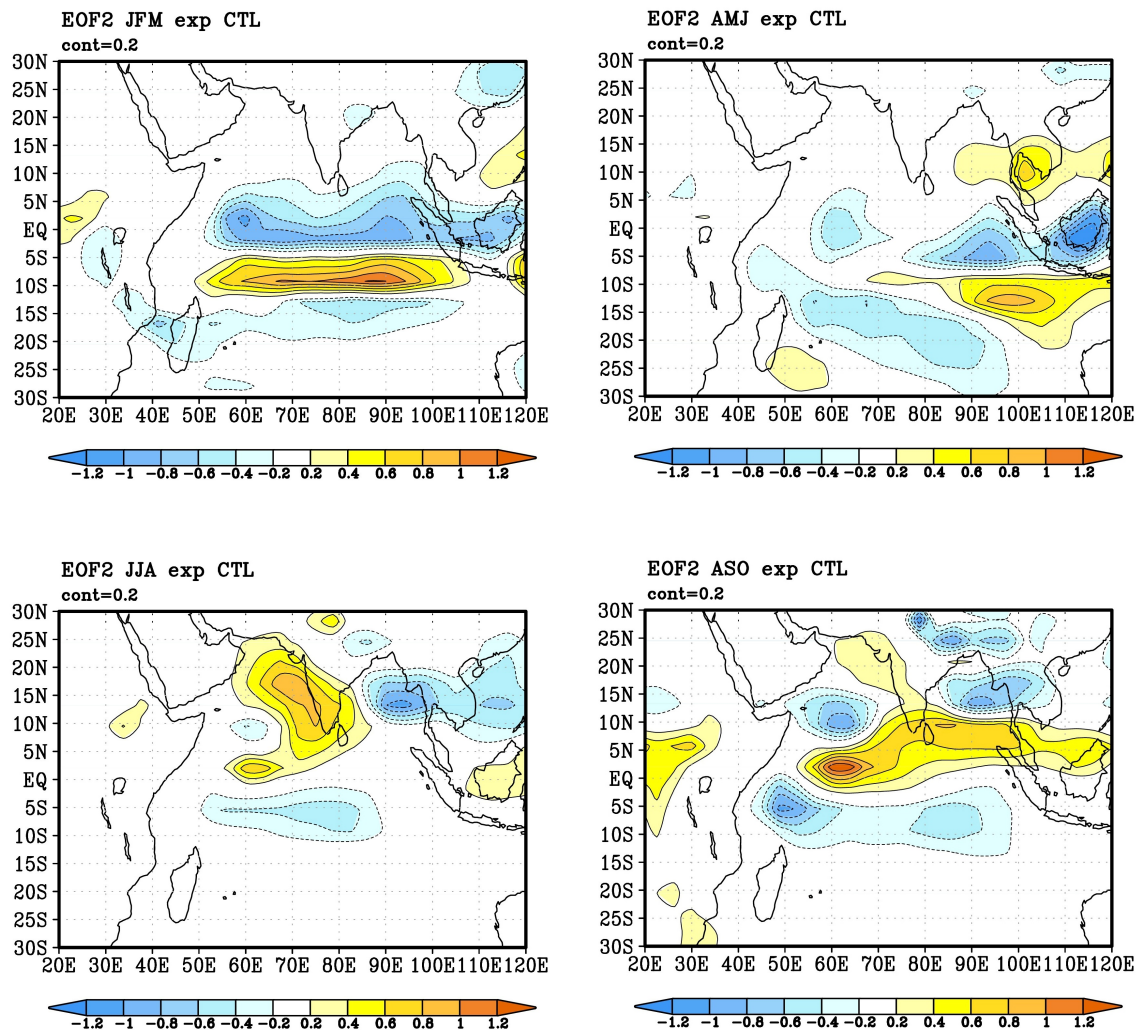 EOF2 JFM exp CTL
cont=0.2
30N
25N
20N
15N
10N
5N
EQ
5S
10S
15S
20S
25S
30S
20E 30E 40E 50E 60E 70E 80E 90E 100E 110E 120E
-1.2 -1 -0.8 -0.6 -0.4 -0.2 0.2 0.4 0.6 0.8 1 1.2
EOF2 AMJ exp CTL
cont=0.2
30N
25N
20N
15N
10N
5N
EQ
5S
10S
15S
20S
25S
30S
20E 30E 40E 50E 60E 70E 80E 90E 100E 110E 120E
-1.2 -1 -0.8 -0.6 -0.4 -0.2 0.2 0.4 0.6 0.8 1 1.2
EOF2 JJA exp CTL
cont=0.2
30N
25N
20N
15N
10N
5N
EQ
5S
10S
15S
20S
25S
30S
20E 30E 40E 50E 60E 70E 80E 90E 100E 110E 120E
-1.2 -1 -0.8 -0.6 -0.4 -0.2 0.2 0.4 0.6 0.8 1 1.2
EOF2 ASO exp CTL
cont=0.2
30N
25N
20N
15N
10N
5N
EQ
5S
10S
15S
20S
25S
30S
20E 30E 40E 50E 60E 70E 80E 90E 100E 110E 120E
-1.2 -1 -0.8 -0.6 -0.4 -0.2 0.2 0.4 0.6 0.8 1 1.2